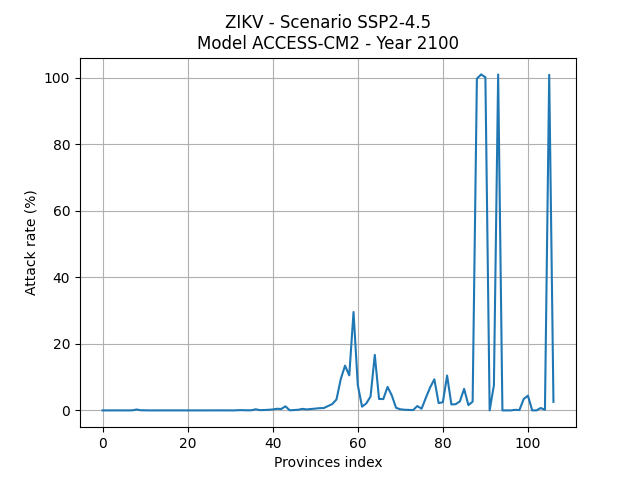 ZIKV - Scenario SSP2-4.5
Model ACCESS-CM2 - Year 2100
100
80
60
40
20
0
Attack rate (%)
0 20 40 60 80 100
Provinces index